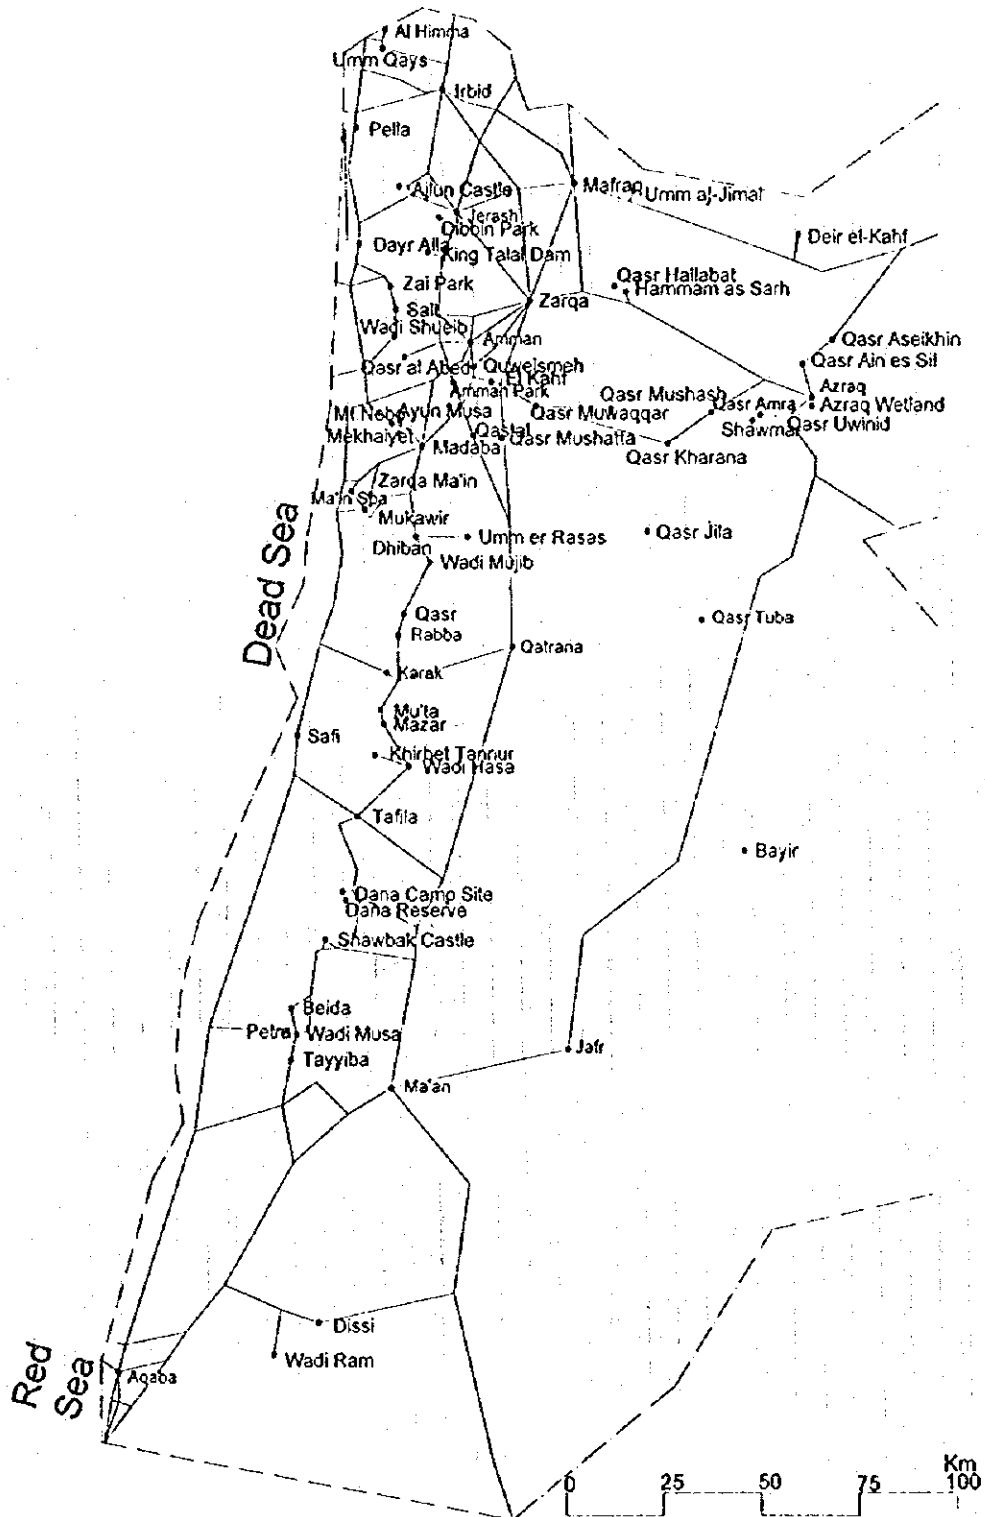 Al Himma
Umm Qays
Irbid
Pella
Ajlun Castle
Mafraq
Umm al-Jimal
Jerash
Dibbin Park
Deir el-Kahf
Dayr Alla
King Talal Dam
Qasr Hallabat
Zai Park
Hammam as Sarh
Zarqa
Salt
Wadi Shueib
Amman
Qasr Aseikhin
Qasr al Abed
Quweismeh
Qasr Ain es Sil
El Kahf
Amman Park
Qasr Mushash
Azraq
Mt Nebo
Ayun Musa
Qasr Muwaqqar
Qasr Amra
Azraq Wetland
Mekhaiyet
Qastal
Qasr Mushatta
Shawmari
Qasr Uwinid
Madaba
Qasr Kharana
Zarqa Ma'in
Ma'in Spa
Mukawir
Umm er Rasas
Qasr Jila
Dhiban
Wadi Mujib
Dead Sea
Qasr
Qasr Tuba
Rabba
Qatrana
Karak
Mu'ta
Mazar
Safi
Khirbet Tannur
Wadi Hasa
Tafila
Bayir
Dana Camp Site
Dana Reserve
Shawbak Castle
Beida
Petra
Wadi Musa
Jafr
Tayyiba
Ma'an
Dissi
Wadi Ram
Red
Sea
Aqaba
Km
0 25 50 75 100